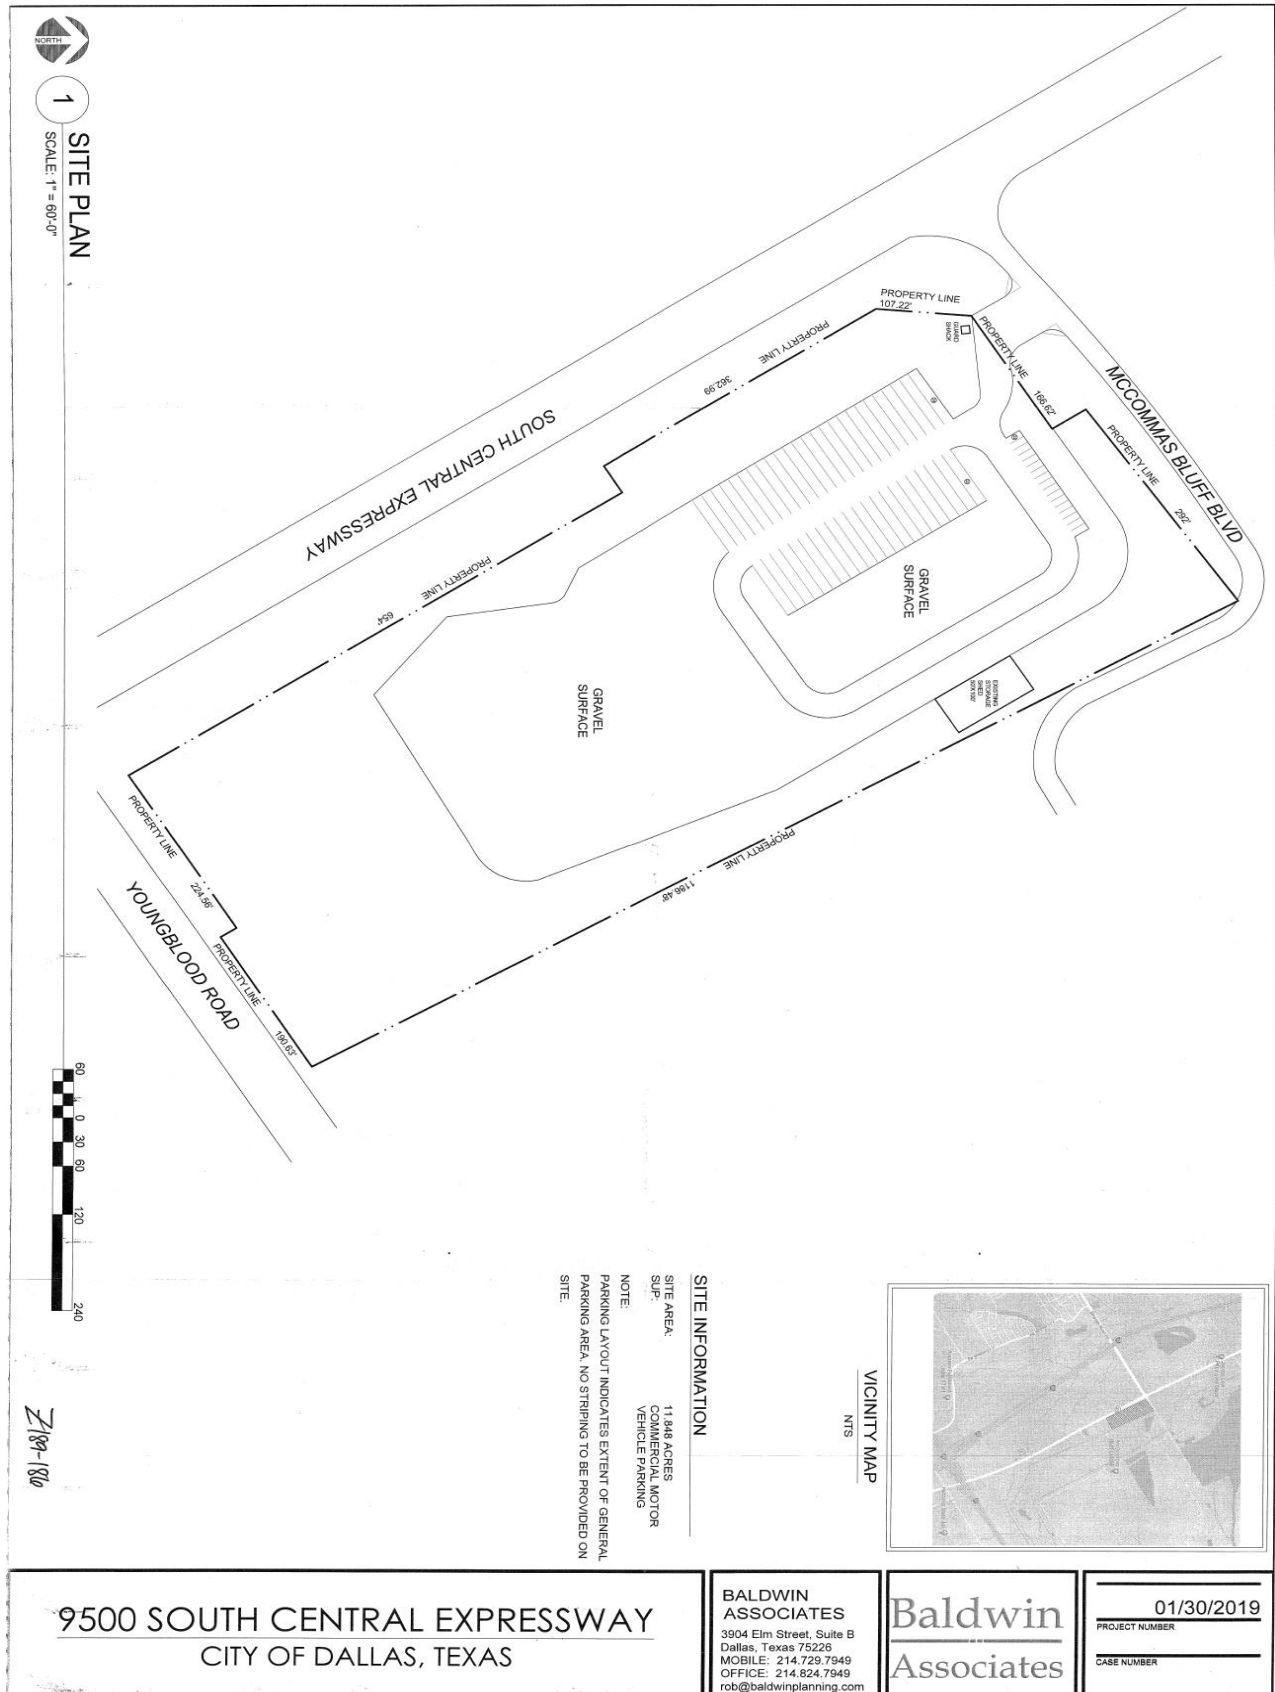 NORTH
1
SITE PLAN
SCALE: 1" = 60'-0"
PROPERTY LINE
107.22'
GUARD
SHACK
PROPERTY LINE
166.62'
MCCOMMAS BLUFF BLVD
PROPERTY LINE
292'
PROPERTY LINE
362.99
SOUTH CENTRAL EXPRESSWAY
PROPERTY LINE
654'
GRAVEL
SURFACE
EXISTING
STORAGE
SHED
50'X100'
GRAVEL
SURFACE
PROPERTY LINE
1186.48'
PROPERTY LINE
224.56'
YOUNGBLOOD ROAD
PROPERTY LINE
190.63'
60 0 30 60 120 240
VICINITY MAP
NTS
SITE INFORMATION
SITE AREA: 11.848 ACRES
SUP: COMMERCIAL MOTOR
VEHICLE PARKING
NOTE:
PARKING LAYOUT INDICATES EXTENT OF GENERAL
PARKING AREA. NO STRIPING TO BE PROVIDED ON
SITE.
Z189-186
9500 SOUTH CENTRAL EXPRESSWAY
CITY OF DALLAS, TEXAS
BALDWIN
ASSOCIATES
3904 Elm Street, Suite B
Dallas, Texas 75226
MOBILE: 214.729.7949
OFFICE: 214.824.7949
rob@baldwinplanning.com
Baldwin
Associates
01/30/2019
PROJECT NUMBER
CASE NUMBER